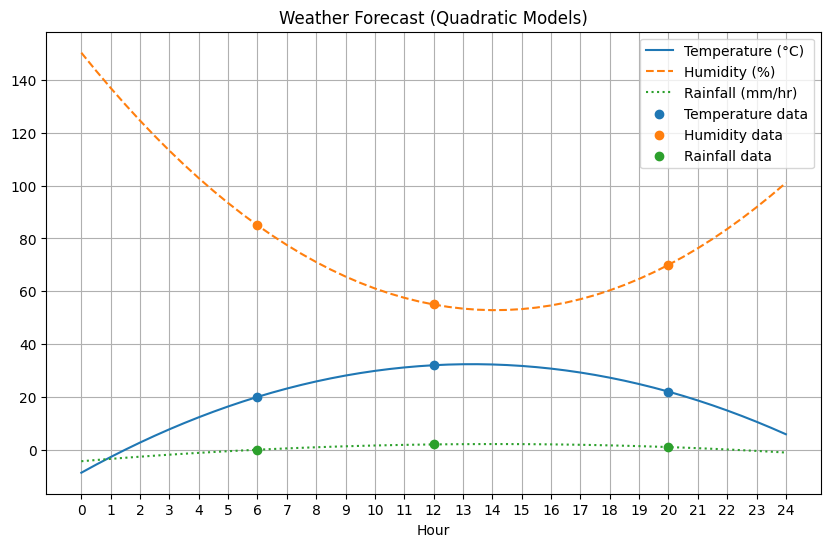 Weather Forecast (Quadratic Models)
Temperature (°C)
Humidity (%)
Rainfall (mm/hr)
Temperature data
Humidity data
Rainfall data
140
120
100
80
60
40
20
0
0 1 2 3 4 5 6 7 8 9 10 11 12 13 14 15 16 17 18 19 20 21 22 23 24
Hour